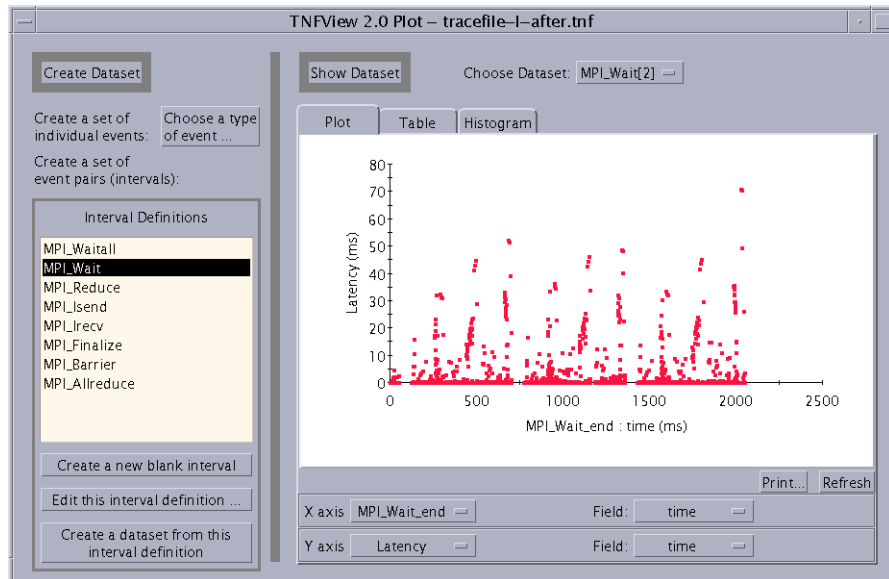 TNFView 2.0 Plot – tracefile–l–after.tnf
Create Dataset
Create a set of
individual events:
Choose a type
of event ...
Create a set of
event pairs (intervals):
Interval Definitions
MPI_Waitall
MPI_Wait
MPI_Reduce
MPI_Isend
MPI_Irecv
MPI_Finalize
MPI_Barrier
MPI_Allreduce
Create a new blank interval
Edit this interval definition ...
Create a dataset from this
interval definition
Show Dataset
Choose Dataset: MPI_Wait[2]
Plot Table Histogram
80
70
60
50
40
30
20
10
0
Latency (ms)
0 500 1000 1500 2000 2500
MPI_Wait_end : time (ms)
Print... Refresh
X axis MPI_Wait_end Field: time
Y axis Latency Field: time